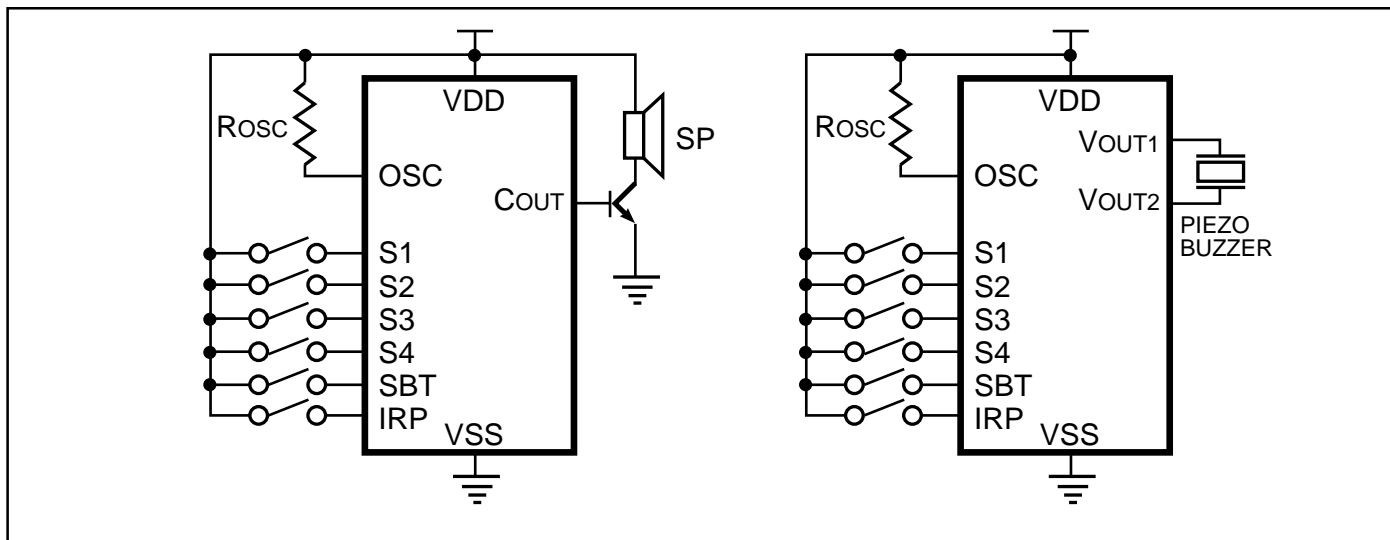 VDD
ROSC
OSC
SP
COUT
S1
S2
S3
S4
SBT
IRP
VSS
VDD
ROSC
VOUT1
OSC
VOUT2
PIEZO
BUZZER
S1
S2
S3
S4
SBT
IRP
VSS